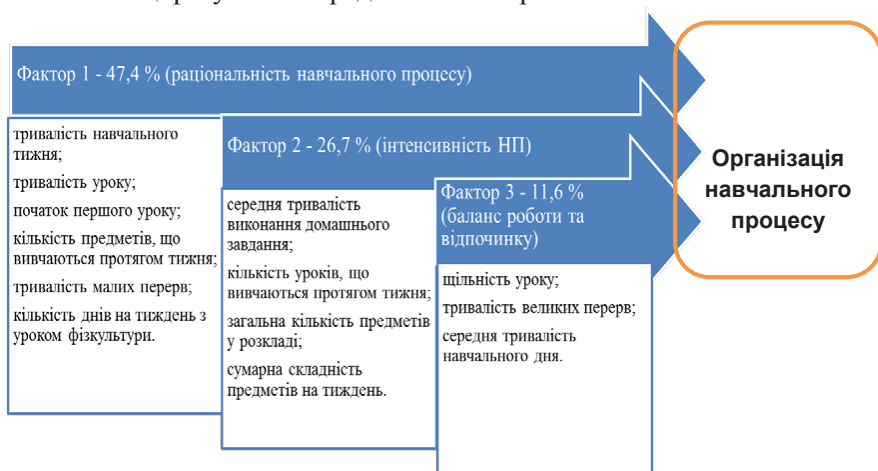 Фактор 1 - 47,4 % (раціональність навчального процесу)
тривалість навчального
тижня;
тривалість уроку;
початок першого уроку;
кількість предметів, що
вивчаються протягом тижня;
тривалість малих перерв;
кількість днів на тиждень з
уроком фізкультури.
Фактор 2 - 26,7 % (інтенсивність НП)
середня тривалість
виконання домашнього
завдання;
кількість уроків, що
вивчаються протягом тижня;
загальна кількість предметів
у розкладі;
сумарна складність
предметів на тиждень.
Фактор 3 - 11,6 %
(баланс роботи та
відпочинку)
щільність уроку;
тривалість великих перерв;
середня тривалість
навчального дня.
Організація
навчального
процесу